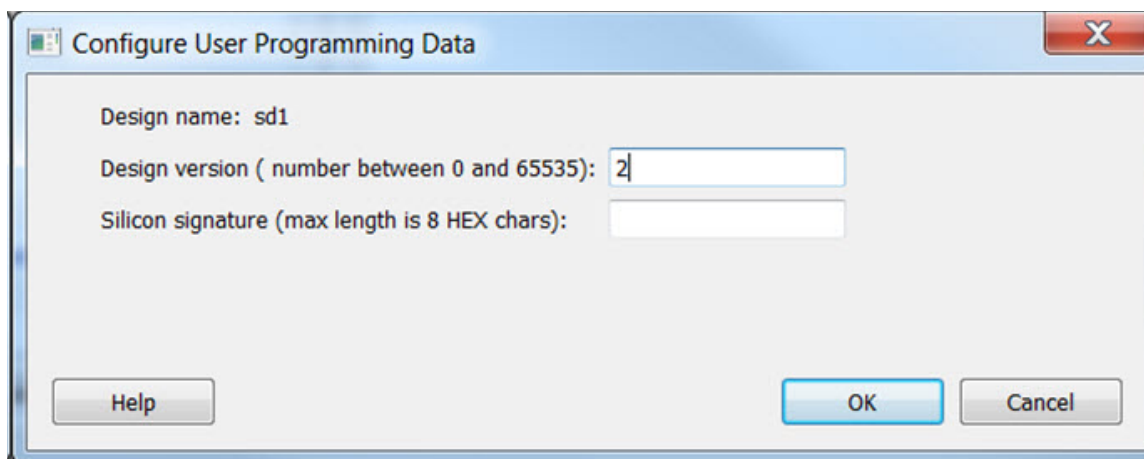 Configure User Programming Data
X
Design name: sd1
Design version ( number between 0 and 65535): 2
Silicon signature (max length is 8 HEX chars):
Help OK Cancel